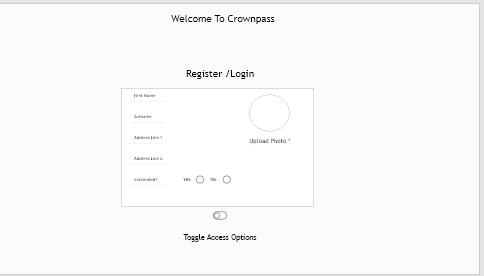 Welcome To Crownpass
Register /Login
First Name
Surname
Address Line 1
Upload Photo *
Address Line 2
Vaccinated? Yes No
Toggle Access Options